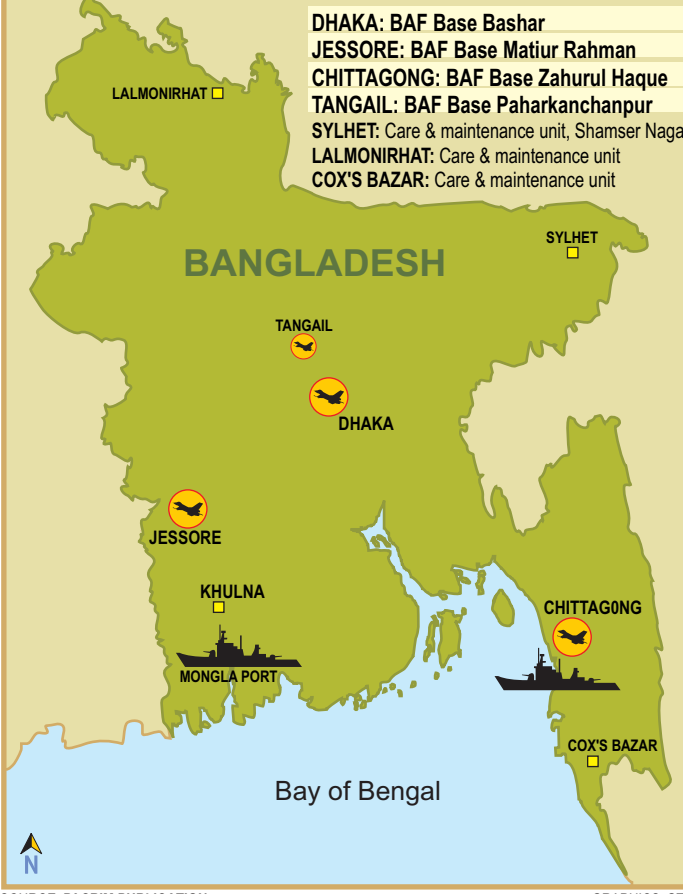 DHAKA: BAF Base Bashar
JESSORE: BAF Base Matiur Rahman
CHITTAGONG: BAF Base Zahurul Haque
TANGAIL: BAF Base Paharkanchanpur
SYLHET: Care & maintenance unit, Shamser Naga
LALMONIRHAT: Care & maintenance unit
COX'S BAZAR: Care & maintenance unit
LALMONIRHAT
SYLHET
BANGLADESH
TANGAIL
DHAKA
JESSORE
KHULNA
CHITTAG0NG
MONGLA PORT
COX'S BAZAR
Bay of Bengal
N